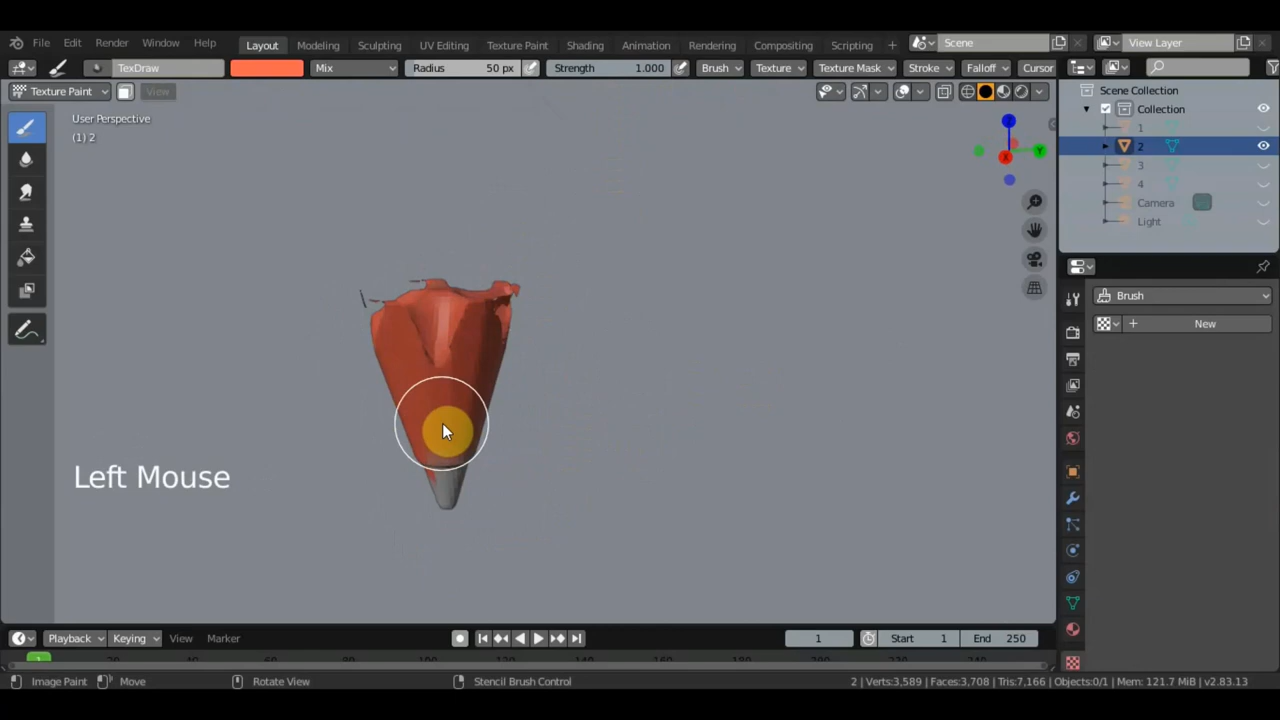 File Edit Render Window Help Layout Modeling Sculpting UV Editing Texture Paint Shading Animation Rendering Compositing Scripting + Scene View Layer
TexDraw Mix Radius 50 px Strength 1.000 Brush Texture Texture Mask Stroke Falloff Cursor
Texture Paint View
Scene Collection
Collection
1
2
3
4
Camera
Light
User Perspective
(1) 2
X
Y
Brush
+ New
Left Mouse
Playback Keying View Marker 1 Start 1 End 250
1
Image Paint Move Rotate View Stencil Brush Control 2 | Verts:3,589 | Faces:3,708 | Tris:7,166 | Objects:0/1 | Mem: 121.7 MiB | v2.83.13